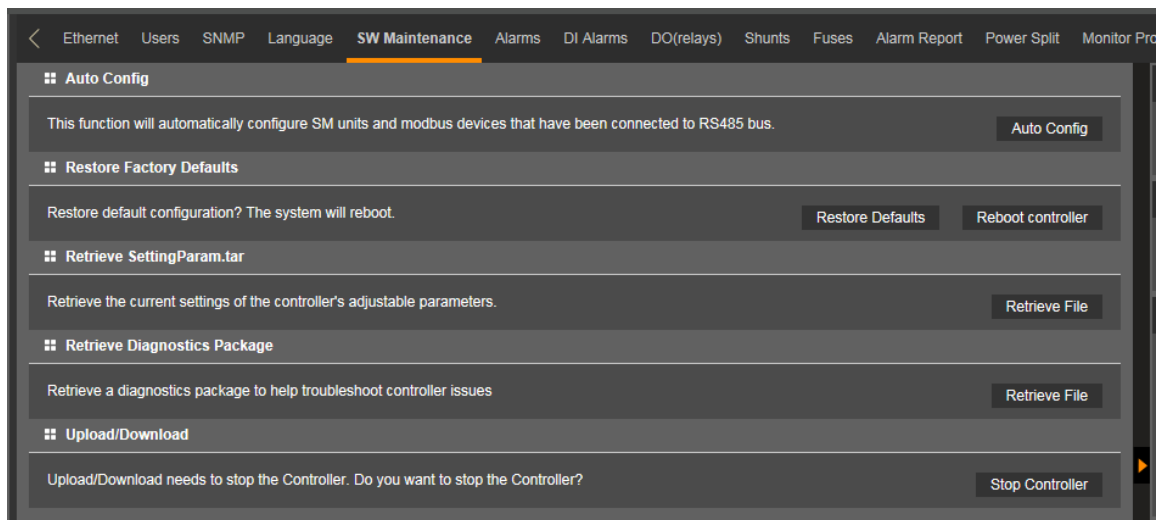 Ethernet Users SNMP Language SW Maintenance Alarms DI Alarms DO(relays) Shunts Fuses Alarm Report Power Split Monitor Pro
Auto Config
This function will automatically configure SM units and modbus devices that have been connected to RS485 bus.
Auto Config
Restore Factory Defaults
Restore default configuration? The system will reboot.
Restore Defaults Reboot controller
Retrieve SettingParam.tar
Retrieve the current settings of the controller's adjustable parameters.
Retrieve File
Retrieve Diagnostics Package
Retrieve a diagnostics package to help troubleshoot controller issues
Retrieve File
Upload/Download
Upload/Download needs to stop the Controller. Do you want to stop the Controller?
Stop Controller